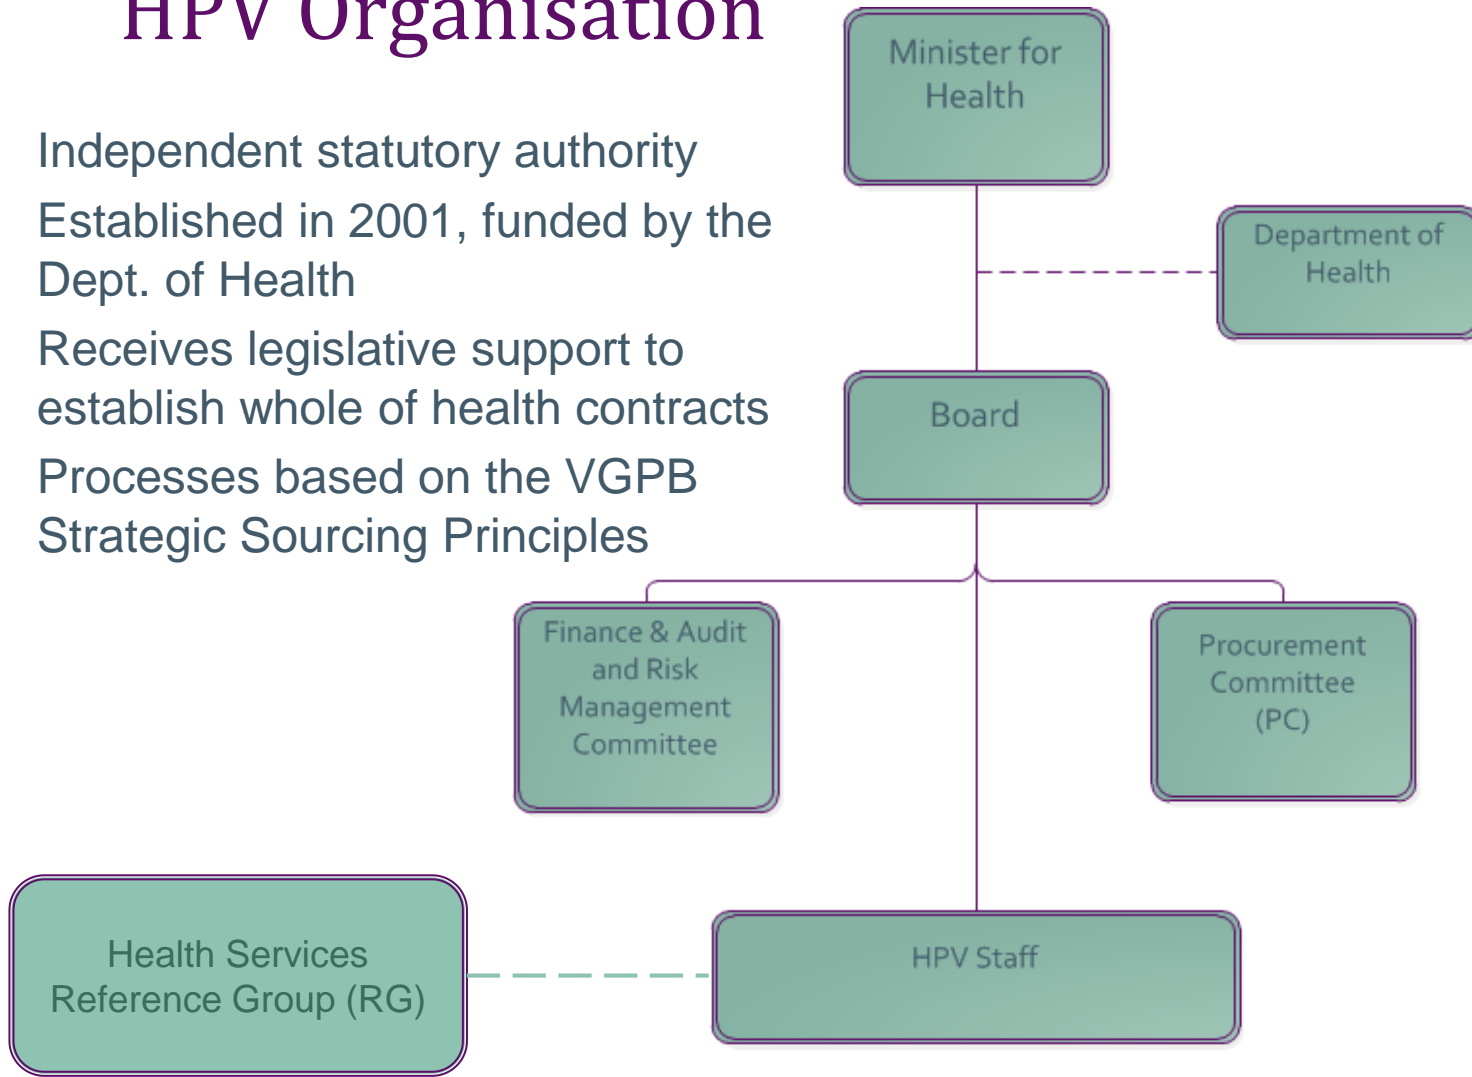 HPV Organisation
Independent statutory authority
Established in 2001, funded by the
Dept. of Health
Receives legislative support to
establish whole of health contracts
Processes based on the VGPB
Strategic Sourcing Principles
Minister for
Health
Department of
Health
Board
Finance & Audit
and Risk
Management
Committee
Procurement
Committee
(PC)
Health Services
Reference Group (RG)
HPV Staff